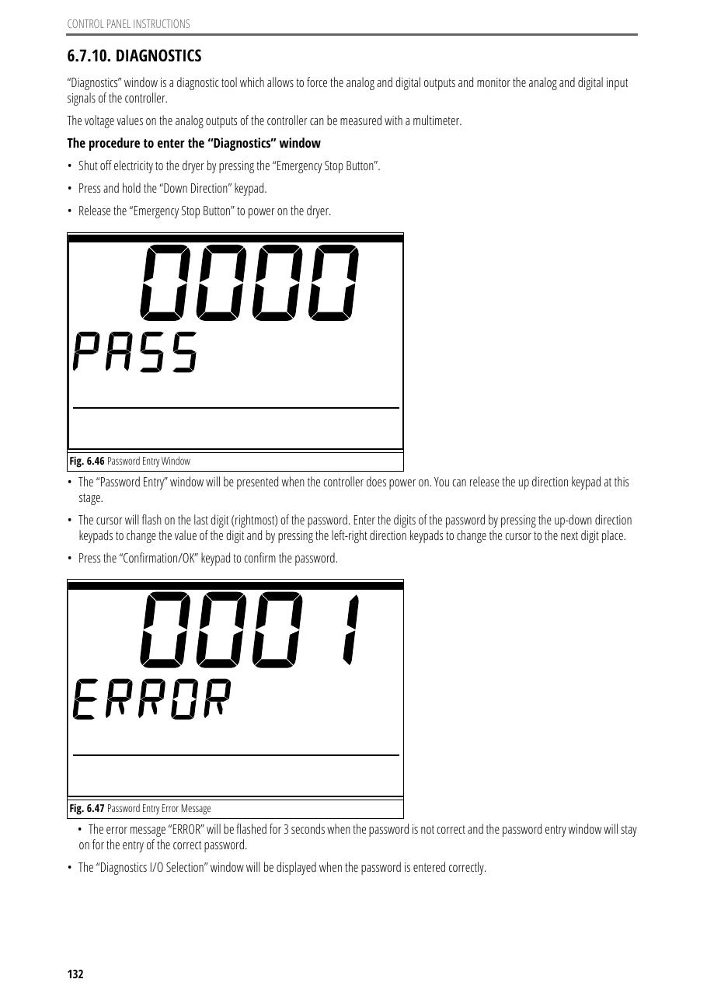 CONTROL PANEL INSTRUCTIONS
6.7.10. DIAGNOSTICS
“Diagnostics” window is a diagnostic tool which allows to force the analog and digital outputs and monitor the analog and digital input
signals of the controller.
The voltage values on the analog outputs of the controller can be measured with a multimeter.
The procedure to enter the “Diagnostics” window
• Shut off electricity to the dryer by pressing the “Emergency Stop Button”.
• Press and hold the “Down Direction” keypad.
• Release the “Emergency Stop Button” to power on the dryer.
0000
PASS
Fig. 6.46 Password Entry Window
• The “Password Entry” window will be presented when the controller does power on. You can release the up direction keypad at this
stage.
• The cursor will flash on the last digit (rightmost) of the password. Enter the digits of the password by pressing the up-down direction
keypads to change the value of the digit and by pressing the left-right direction keypads to change the cursor to the next digit place.
• Press the “Confirmation/OK” keypad to confirm the password.
0001
ERROR
Fig. 6.47 Password Entry Error Message
• The error message “ERROR” will be flashed for 3 seconds when the password is not correct and the password entry window will stay
on for the entry of the correct password.
• The “Diagnostics I/O Selection” window will be displayed when the password is entered correctly.
132